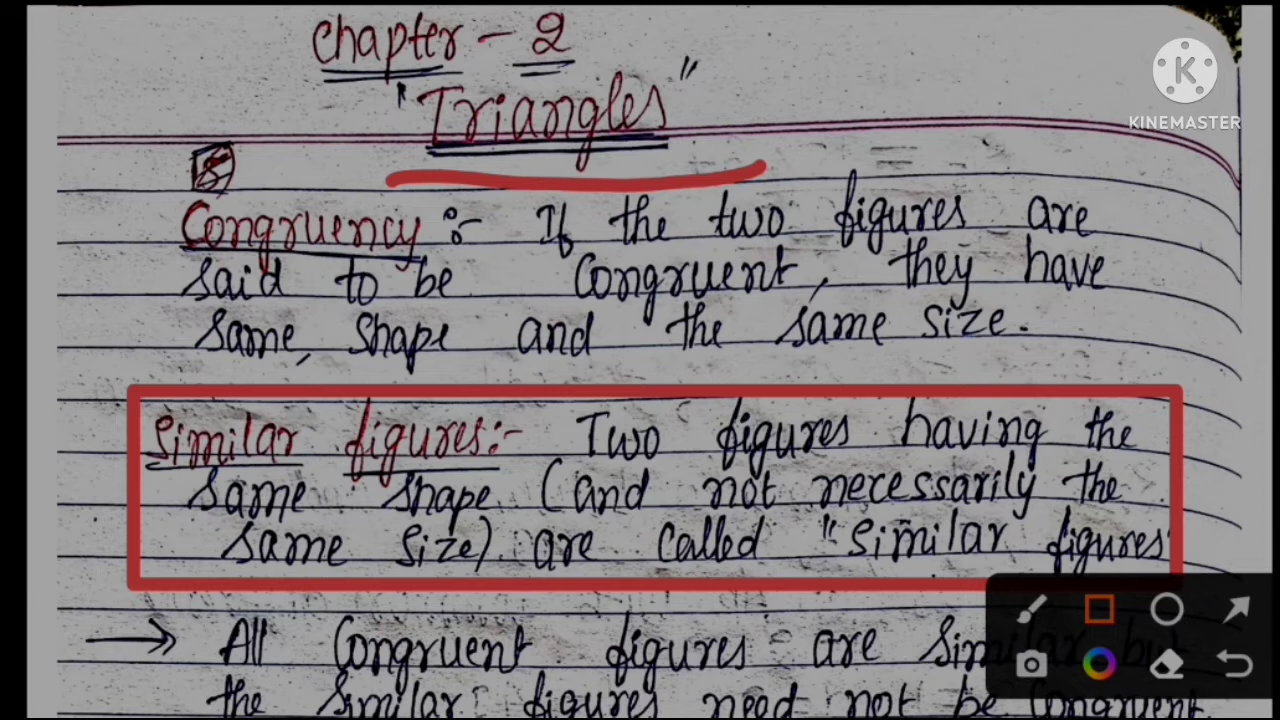 Chapter - 2
"Triangles"
KINEMASTER
Congruency :- If the two figures are
said to be Congruent, they have
same, shape and the same size.
Similar figures:- Two figures having the
same shape (and not necessarily the
same size) are called "Similar figures
→ All Congruent figures are Similar but
the similar figures need not be Congruent